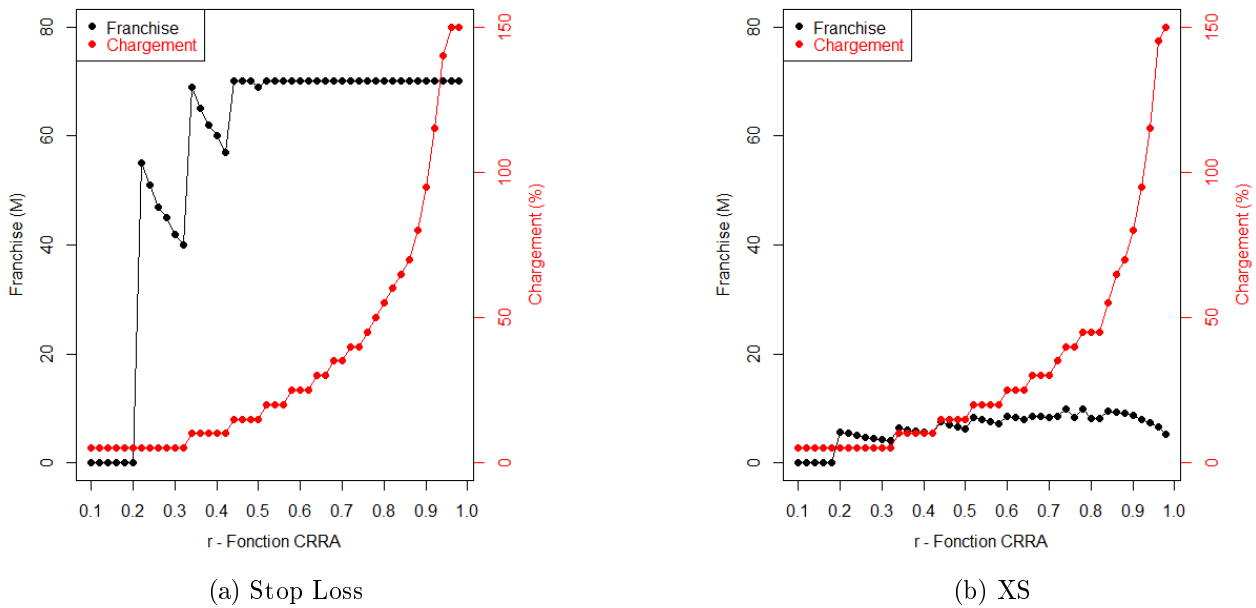 Franchise
Chargement
Franchise (M)
0
20
40
60
80
0
50
100
150
Chargement (%)
0.1 0.2 0.3 0.4 0.5 0.6 0.7 0.8 0.9 1.0
r - Fonction CRRA
(a) Stop Loss
Franchise
Chargement
Franchise (M)
0
20
40
60
80
0
50
100
150
Chargement (%)
0.1 0.2 0.3 0.4 0.5 0.6 0.7 0.8 0.9 1.0
r - Fonction CRRA
(b) XS